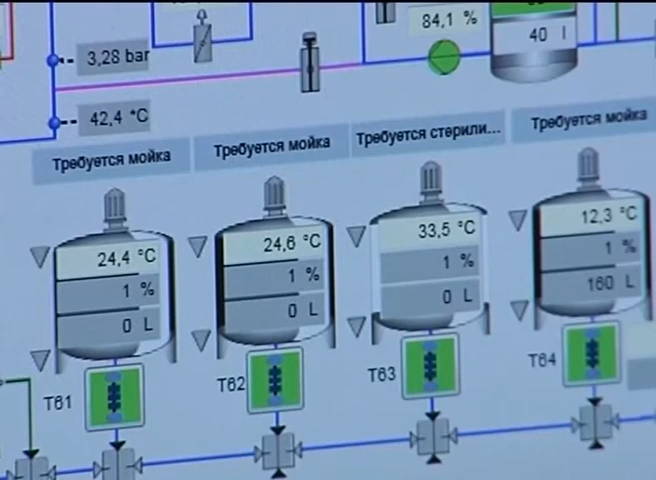 84,1 %
40 l
3,28 bar
42,4 °C
Требуется мойка
Требуется мойка
Требуется стерили...
Требуется мойка
24,4 °C
1 %
0 L
24,6 °C
1 %
0 L
33,5 °C
1 %
0 L
12,3 °C
1 %
160 L
T61
T62
T63
T64